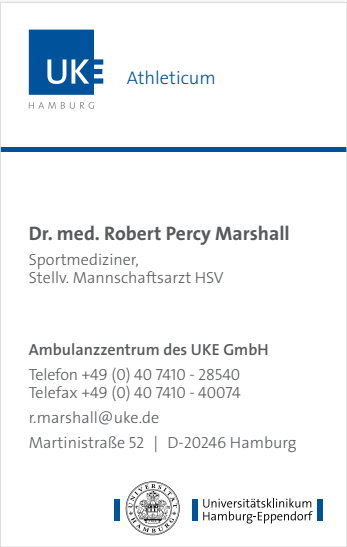 UKE
HAMBURG
Athleticum
Dr. med. Robert Percy Marshall
Sportmediziner,
Stellv. Mannschaftsarzt HSV
Ambulanzzentrum des UKE GmbH
Telefon +49 (0) 40 7410 - 28540
Telefax +49 (0) 40 7410 - 40074
r.marshall@uke.de
Martinistraße 52 | D-20246 Hamburg
UNIVERSITÄT HAMBURG
Universitätsklinikum
Hamburg-Eppendorf